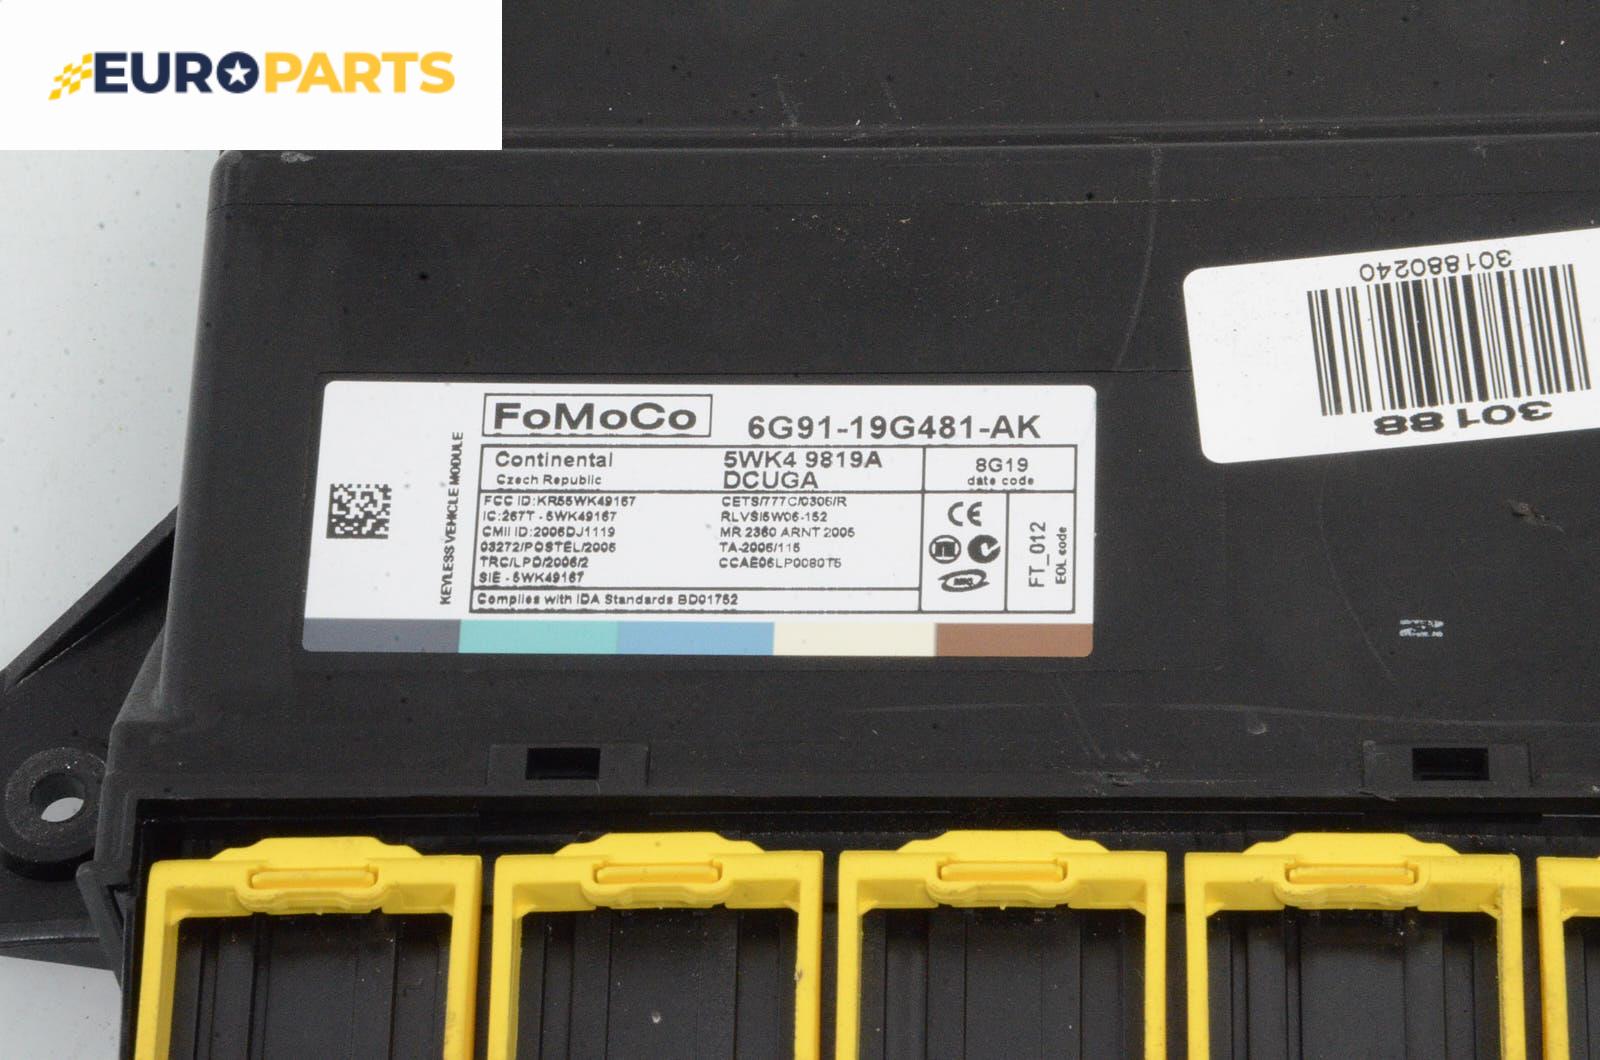 EUROPARTS
301880240
30188
FoMoCo
6G91-19G481-AK
KEYLESS VEHICLE MODULE
Continental
Czech Republic
5WK4 9819A
DCUGA
8G19
date code
FCC ID:KR55WK49167
IC:267T - 5WK49167
CMII ID:2006DJ1119
03272/POSTEL/2006
TRC/LPD/2006/2
SIE - 5WK49167
CETS/777C/0306/R
RLVSI5W06-152
MR 2360 ARNT 2005
TA-2006/115
CCAE06LP0080T5
CE
FT_012
EOL code
Complies with IDA Standards BD01752